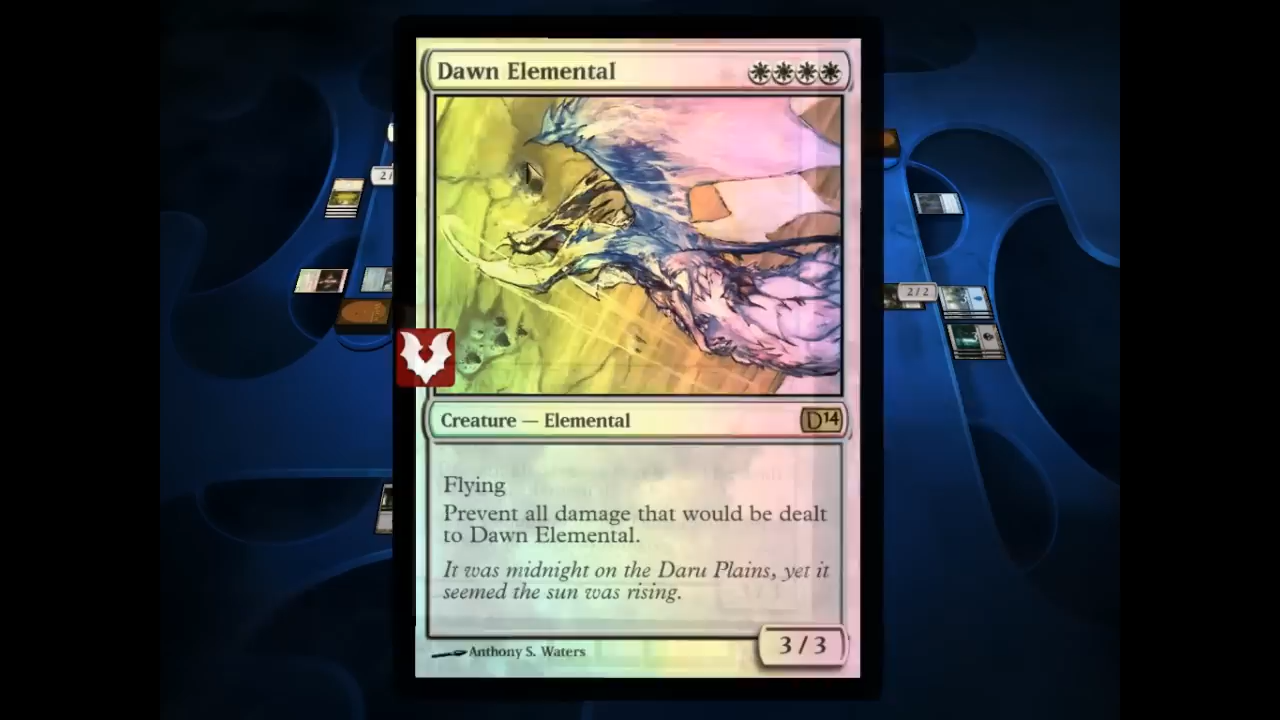 Dawn Elemental
2/
2/2
Creature — Elemental
D14
Flying
Prevent all damage that would be dealt
to Dawn Elemental.
It was midnight on the Daru Plains, yet it
seemed the sun was rising.
Anthony S. Waters
3/3